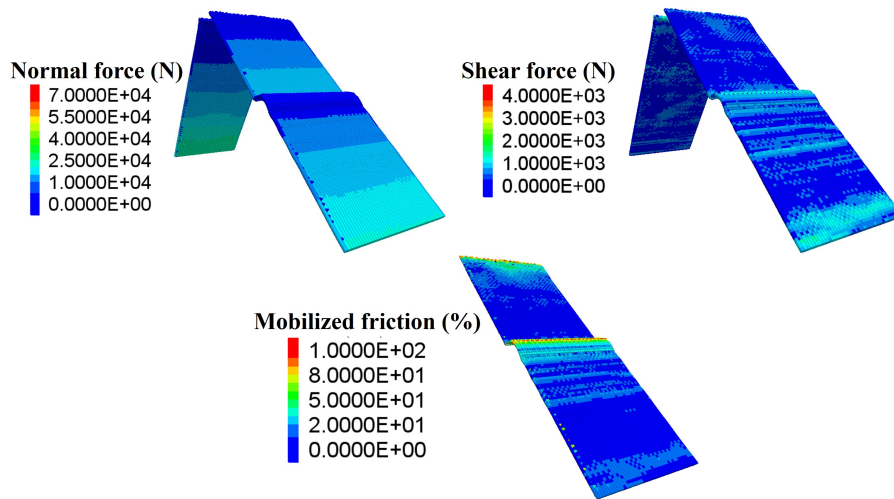 Normal force (N)
7.0000E+04
5.5000E+04
4.0000E+04
2.5000E+04
1.0000E+04
0.0000E+00
Shear force (N)
4.0000E+03
3.0000E+03
2.0000E+03
1.0000E+03
0.0000E+00
Mobilized friction (%)
1.0000E+02
8.0000E+01
5.0000E+01
2.0000E+01
0.0000E+00